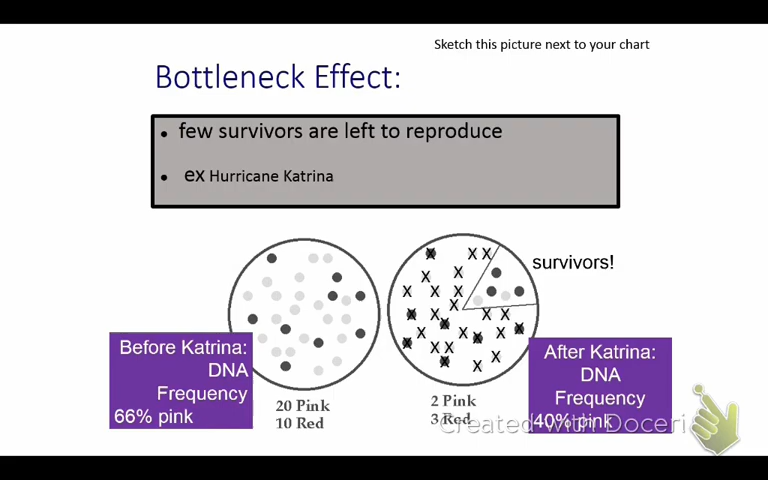 Sketch this picture next to your chart
Bottleneck Effect:
• few survivors are left to reproduce
• ex Hurricane Katrina
survivors!
Before Katrina:
DNA
Frequency
66% pink
20 Pink
10 Red
2 Pink
3 Red
After Katrina:
DNA
Frequency
40% pink
Created with Doceri